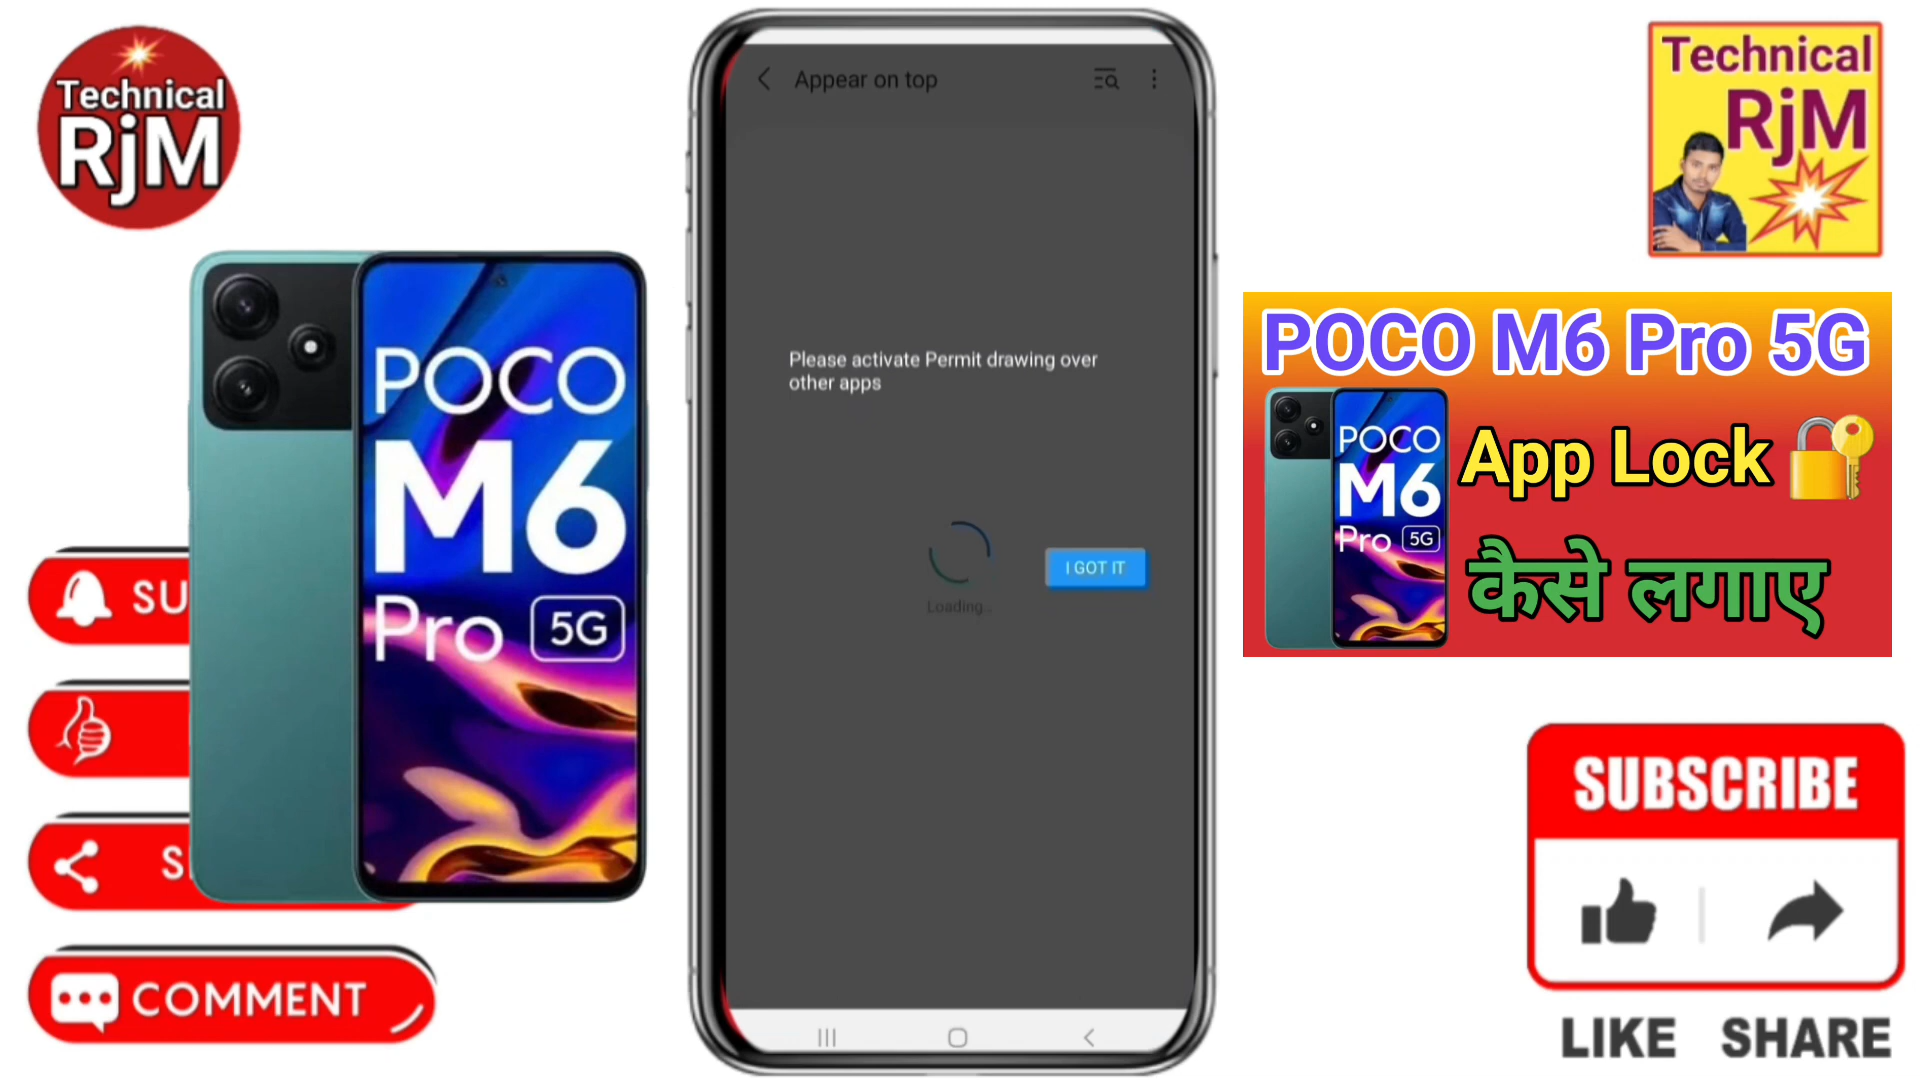 Technical
RjM
POCO
M6
Pro 5G
SU
S
COMMENT
Appear on top
Please activate Permit drawing over
other apps
I GOT IT
Loading...
Technical
RjM
POCO M6 Pro 5G
POCO
M6
Pro 5G
App Lock
कैसे लगाए
SUBSCRIBE
LIKE SHARE